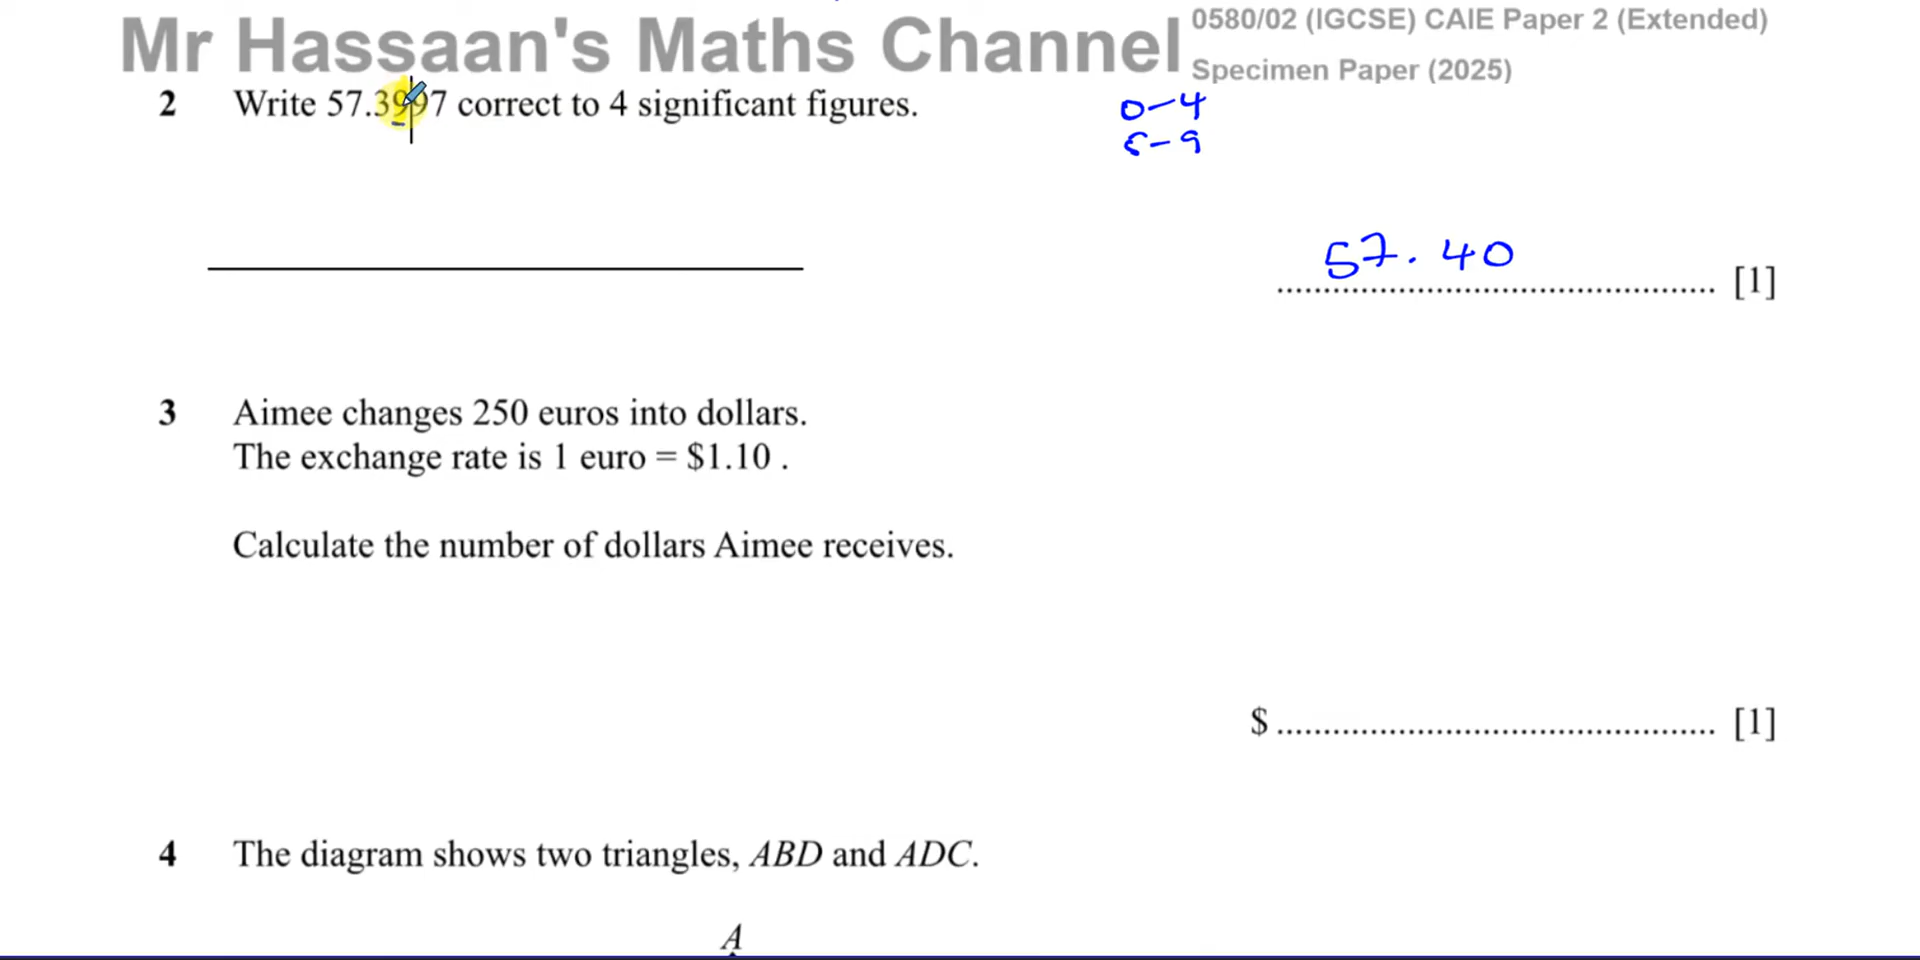 Mr Hassaan's Maths Channel
0580/02 (IGCSE) CAIE Paper 2 (Extended)
Specimen Paper (2025)
2 Write 57.3997 correct to 4 significant figures.
0-4
5-9
57.40
[1]
3 Aimee changes 250 euros into dollars.
The exchange rate is 1 euro = $1.10 .
Calculate the number of dollars Aimee receives.
$ [1]
4 The diagram shows two triangles, ABD and ADC.
A